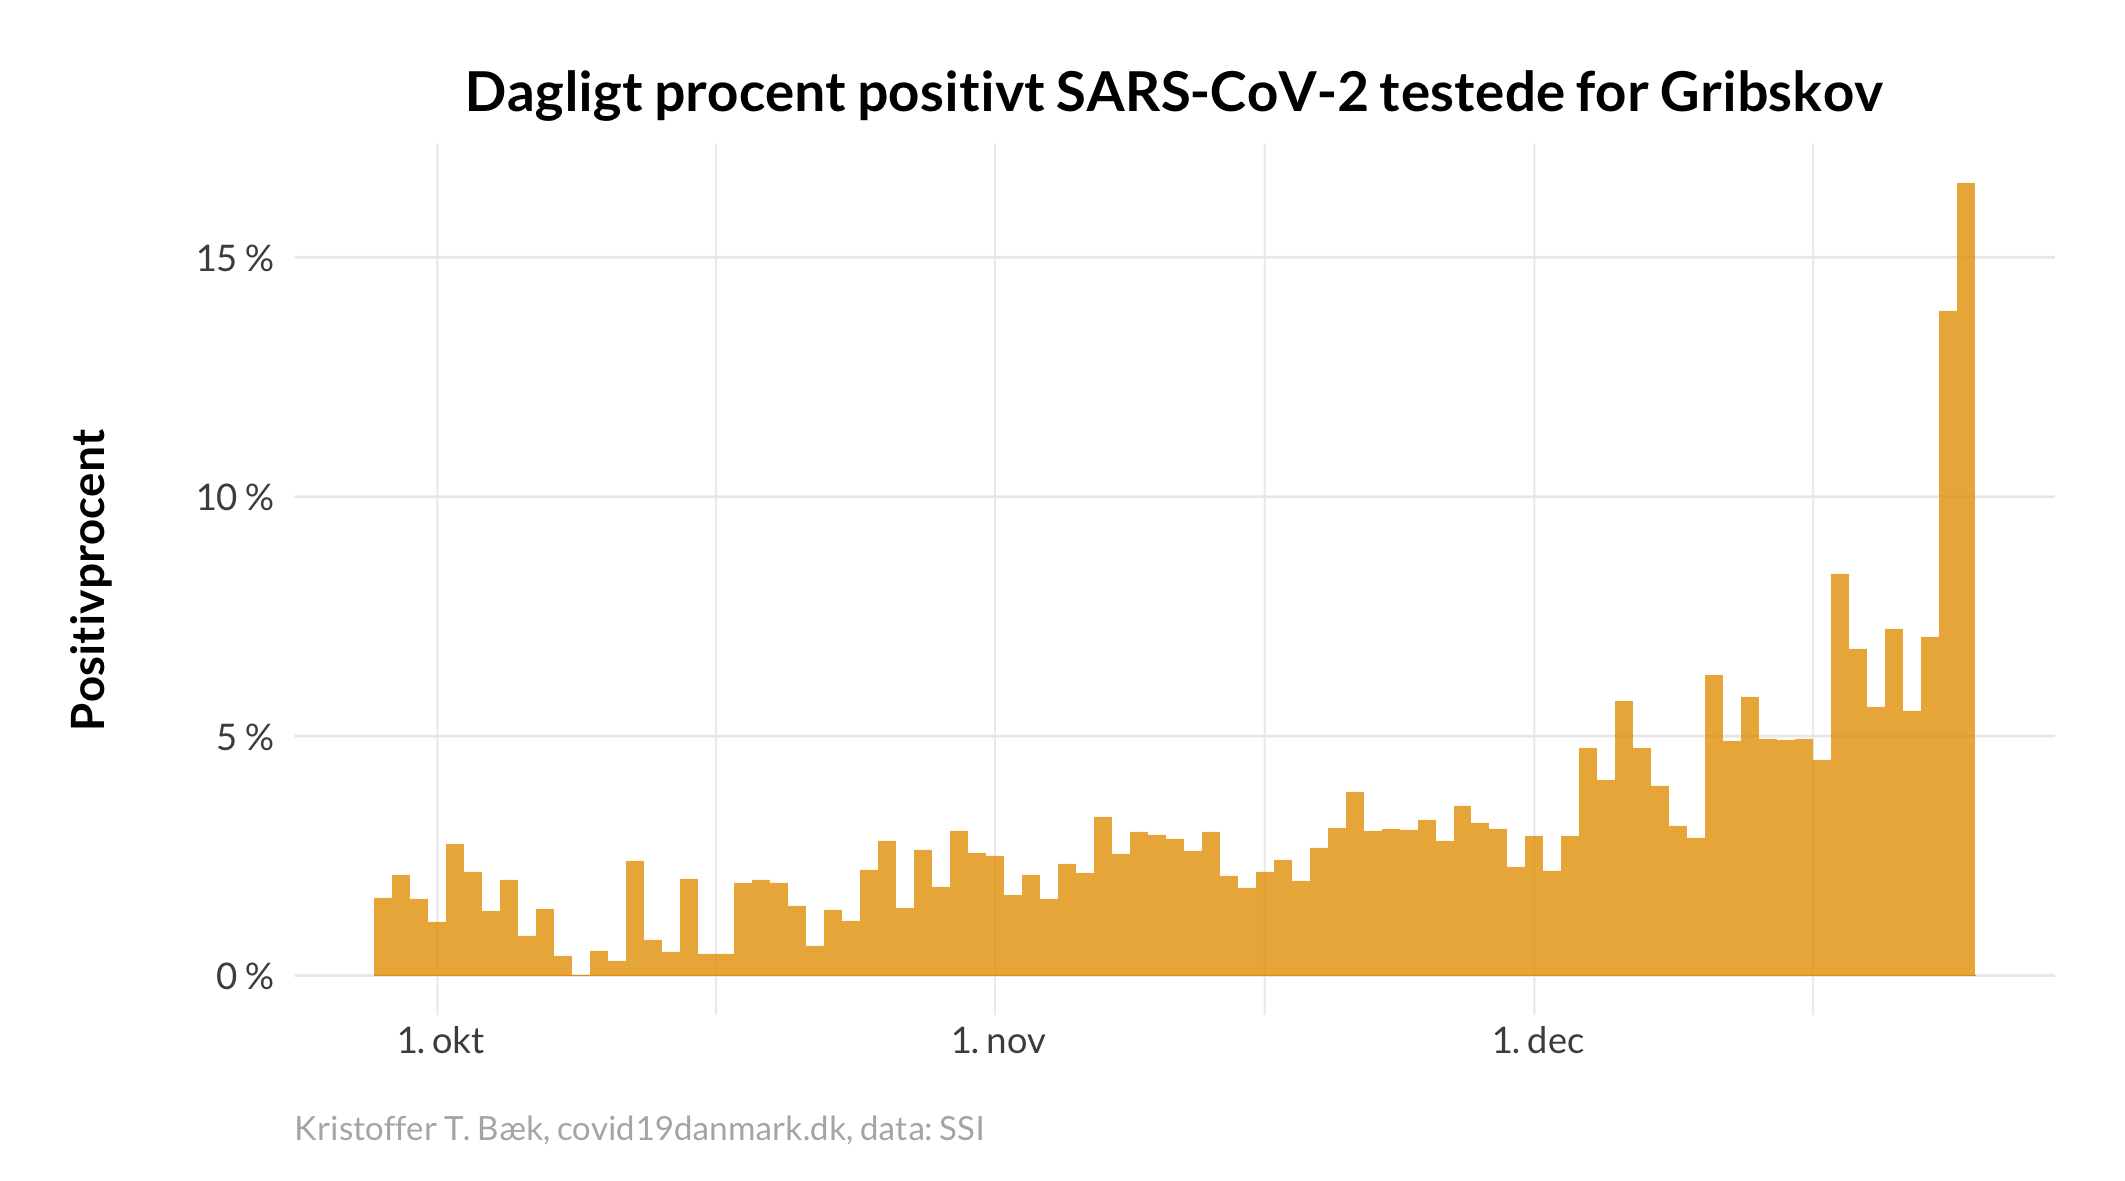 Dagligt procent positivt SARS-CoV-2 testede for Gribskov
Positivprocent
15 %
10 %
5 %
0 %
1. okt
1. nov
1. dec
Kristoffer T. Bæk, covid19danmark.dk, data: SSI